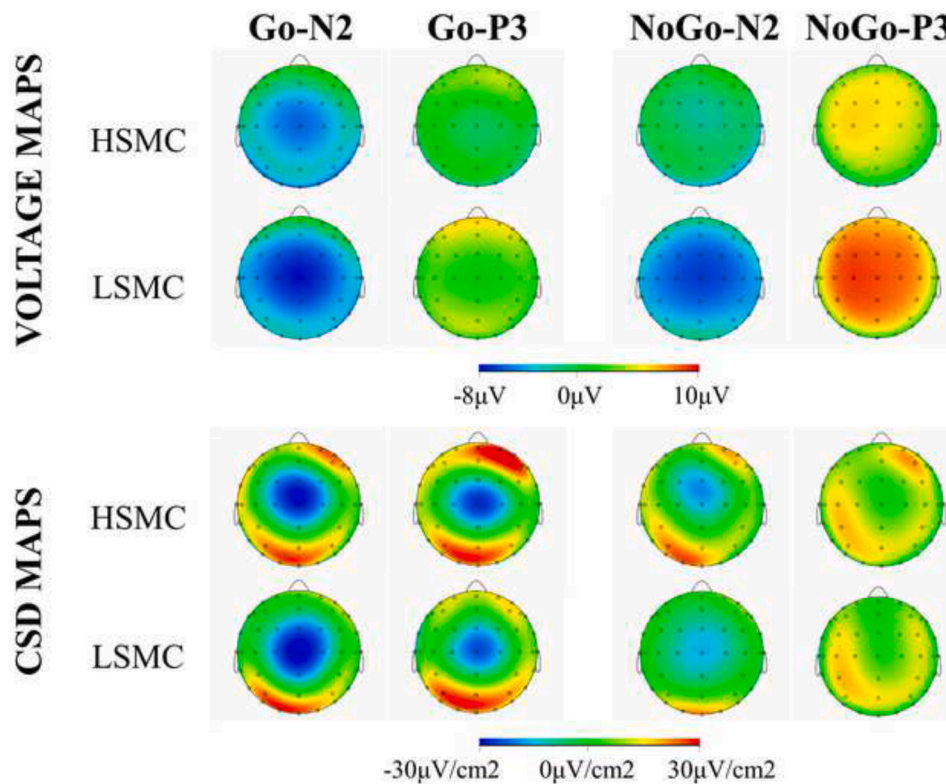 Go-N2 Go-P3 NoGo-N2 NoGo-P3
VOLTAGE MAPS
HSMC
LSMC
-8μV 0μV 10μV
CSD MAPS
HSMC
LSMC
-30μV/cm2 0μV/cm2 30μV/cm2